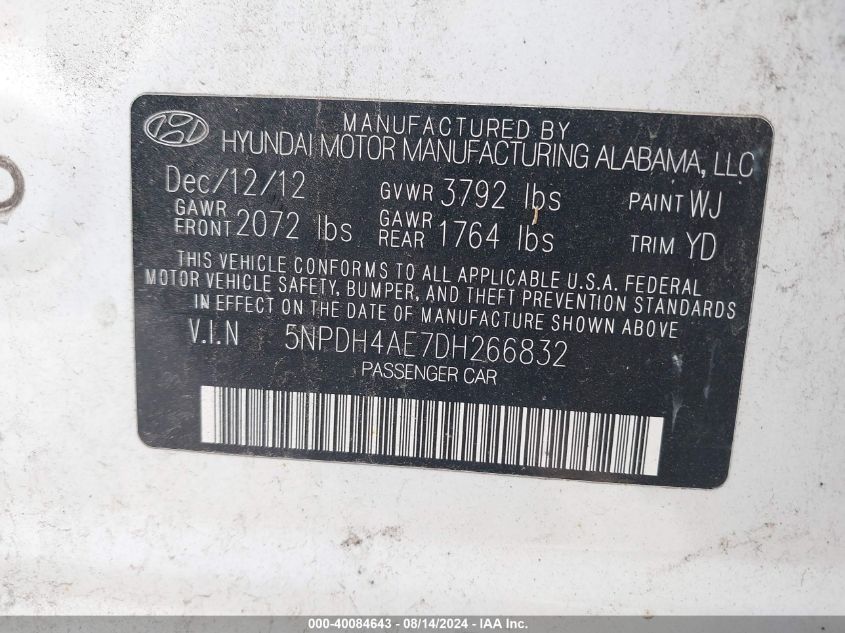 MANUFACTURED BY
HYUNDAI MOTOR MANUFACTURING ALABAMA, LLC
Dec/12/12 GVWR 3792 lbs PAINT WJ
GAWR FRONT 2072 lbs GAWR REAR 1764 lbs TRIM YD
THIS VEHICLE CONFORMS TO ALL APPLICABLE U.S.A. FEDERAL
MOTOR VEHICLE SAFETY, BUMPER, AND THEFT PREVENTION STANDARDS
IN EFFECT ON THE DATE OF MANUFACTURE SHOWN ABOVE
V.I.N 5NPDH4AE7DH266832
PASSENGER CAR
000-40084643 - 08/14/2024 - IAA Inc.